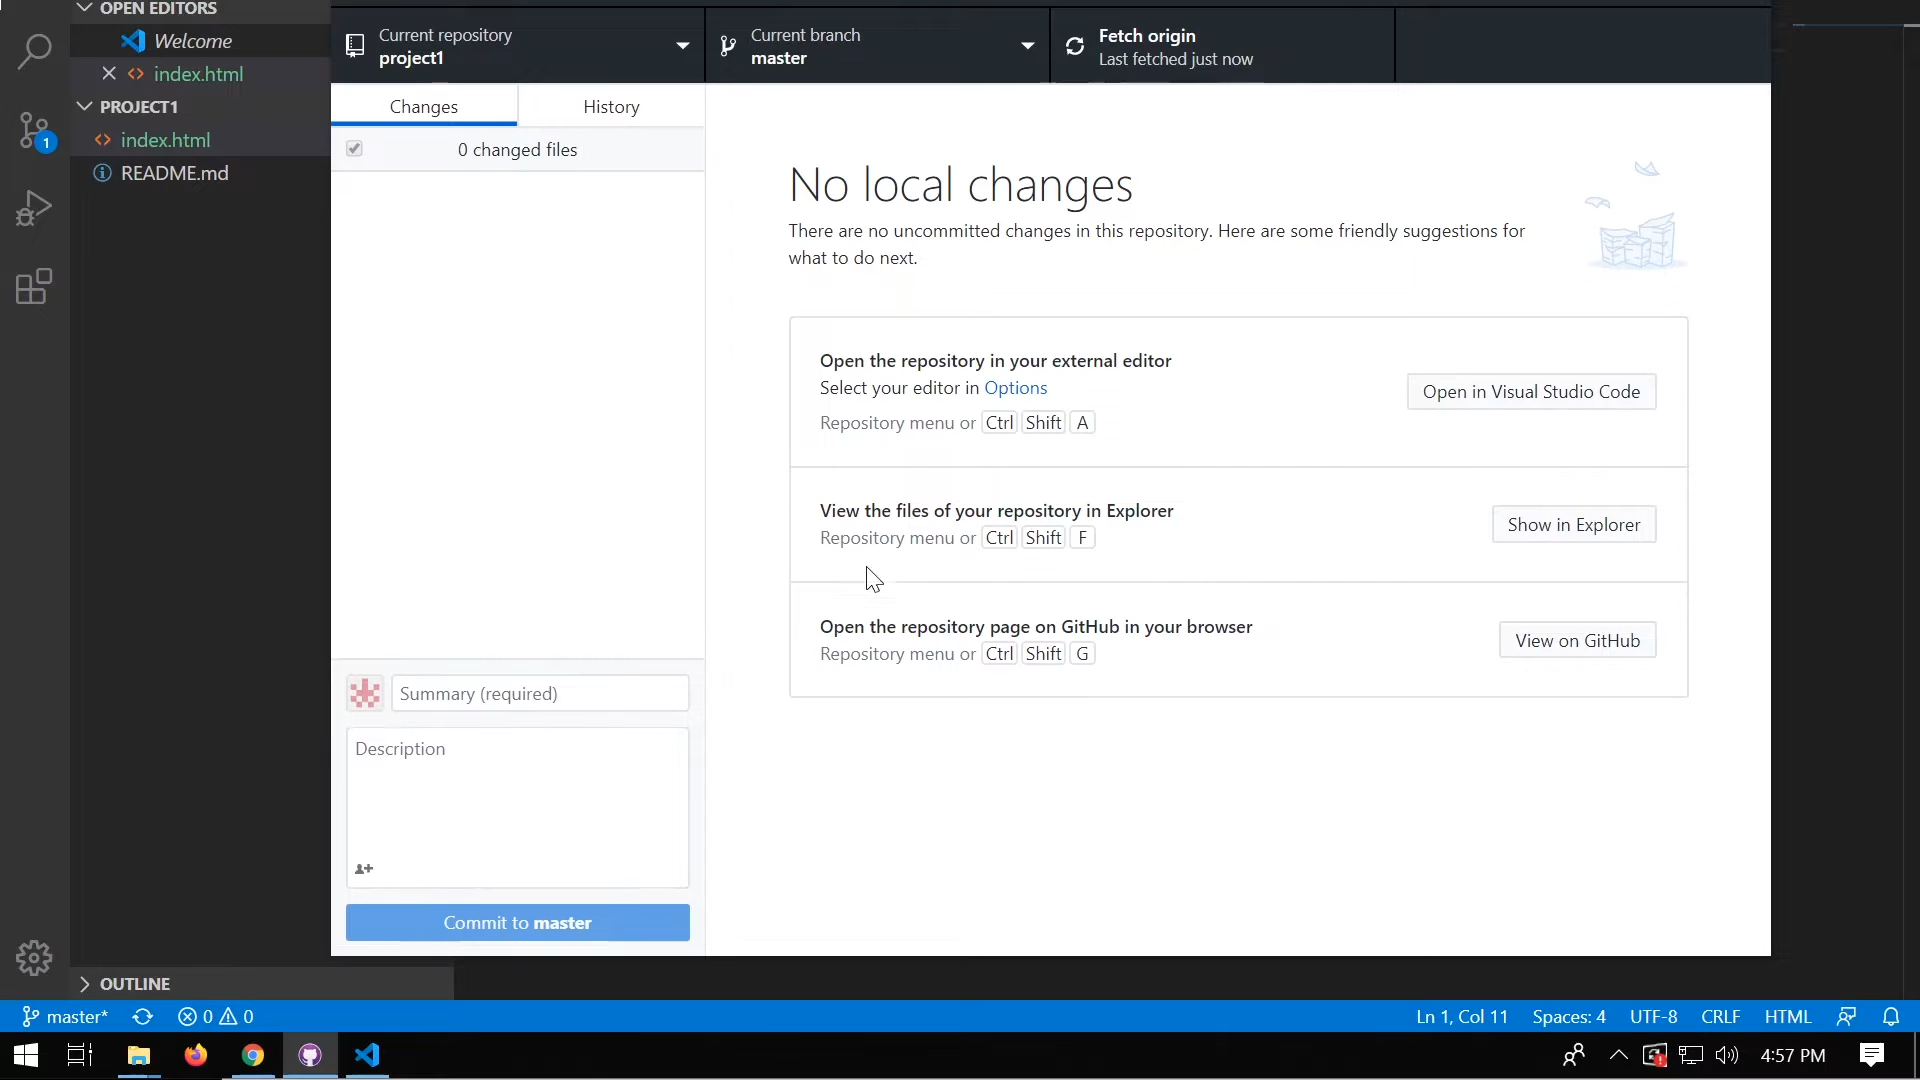 OPEN EDITORS
Welcome
index.html
PROJECT1
index.html
README.md
1
OUTLINE
Current repository
project1
Current branch
master
Fetch origin
Last fetched just now
Changes
History
0 changed files
Summary (required)
Description
Commit to master
No local changes
There are no uncommitted changes in this repository. Here are some friendly suggestions for
what to do next.
Open the repository in your external editor
Select your editor in Options
Repository menu or Ctrl Shift A
Open in Visual Studio Code
View the files of your repository in Explorer
Repository menu or Ctrl Shift F
Show in Explorer
Open the repository page on GitHub in your browser
Repository menu or Ctrl Shift G
View on GitHub
master* 0 0 Ln 1, Col 11 Spaces: 4 UTF-8 CRLF HTML
4:57 PM